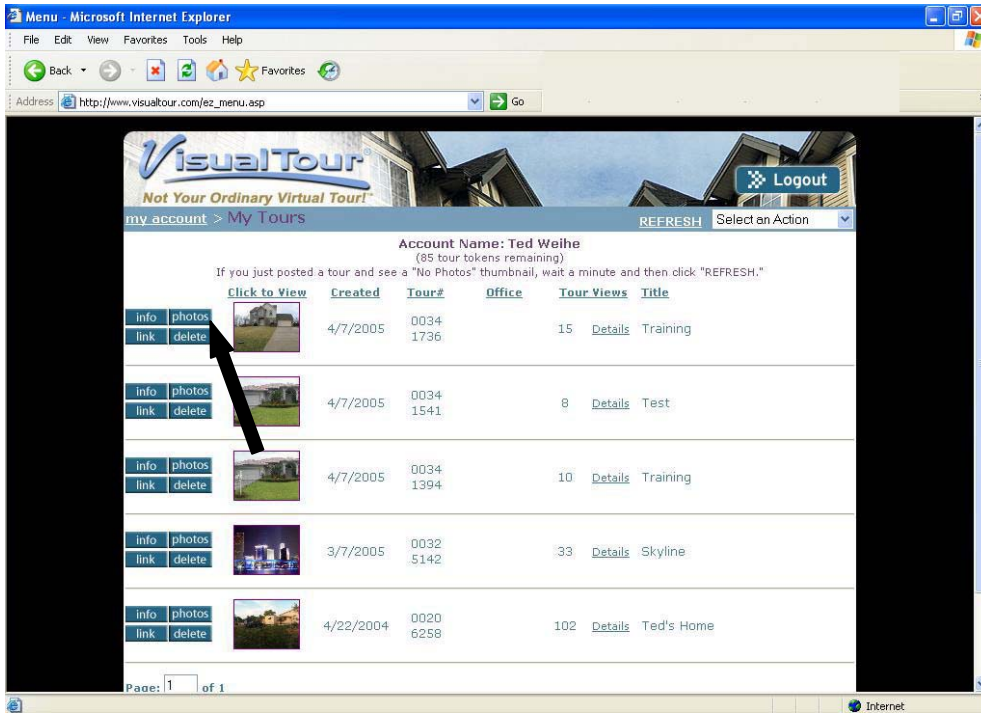 Menu - Microsoft Internet Explorer
File Edit View Favorites Tools Help
Back Favorites
Address http://www.visualtour.com/ez_menu.asp Go
VisualTour
Not Your Ordinary Virtual Tour!
Logout
my account > My Tours REFRESH Select an Action
Account Name: Ted Weihe
(85 tour tokens remaining)
If you just posted a tour and see a "No Photos" thumbnail, wait a minute and then click "REFRESH."
Click to View Created Tour# Office Tour Views Title
info photos
link delete
4/7/2005
0034
1736
15 Details Training
info photos
link delete
4/7/2005
0034
1541
8 Details Test
info photos
link delete
4/7/2005
0034
1394
10 Details Training
info photos
link delete
3/7/2005
0032
5142
33 Details Skyline
info photos
link delete
4/22/2004
0020
6258
102 Details Ted's Home
Page: 1 of 1
Internet